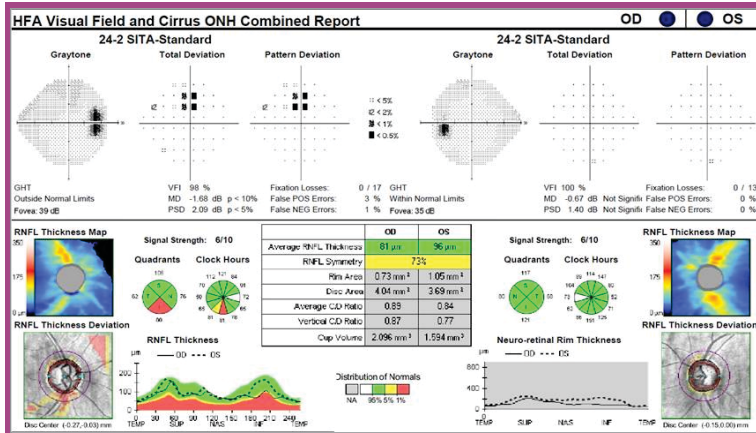 HFA Visual Field and Cirrus ONH Combined Report
OD
OS
24-2 SITA-Standard
24-2 SITA-Standard
Graytone
Total Deviation
Pattern Deviation
Graytone
Total Deviation
Pattern Deviation
< 5%
< 2%
< 1%
< 0.5%
GHT
Outside Normal Limits
Fovea: 39 dB
VFI 98 %
MD -1.68 dB p < 10%
PSD 2.09 dB p < 5%
Fixation Losses: 0 / 17
False POS Errors: 3 %
False NEG Errors: 1 %
GHT
Within Normal Limits
Fovea: 35 dB
VFI 100 %
MD -0.67 dB Not Signifi
PSD 1.40 dB Not Signifi
Fixation Losses: 0 / 13
False POS Errors: 0 %
False NEG Errors: 0 %
RNFL Thickness Map
350
175
0 µm
Signal Strength: 6/10
Quadrants
Clock Hours
S
T N
62
76
OD OS
Average RNFL Thickness 81 µm 96 µm
RNFL Symmetry 73%
Rim Area 0.73 mm²
1.05 mm²
Disc Area 4.04 mm²
3.69 mm²
Average C/D Ratio 0.89 0.84
Vertical C/D Ratio 0.87 0.77
Cup Volume 2.096 mm³ 1.594 mm³
Signal Strength: 6/10
Quadrants
Clock Hours
117
N T
121
RNFL Thickness Map
350
175
0 µm
RNFL Thickness Deviation
Disc Center (-0.27,-0.03) mm
RNFL Thickness
µm
OD OS
200
100
0
30 60 90 120 150 180 210 240
TEMP SUP NAS INF TEMP
Distribution of Normals
NA 95% 5% 1%
Neuro-retinal Rim Thickness
µm
OD OS
800
400
0
TEMP SUP NAS INF TEMP
RNFL Thickness Deviation
Disc Center (-0.15,0.00) mm